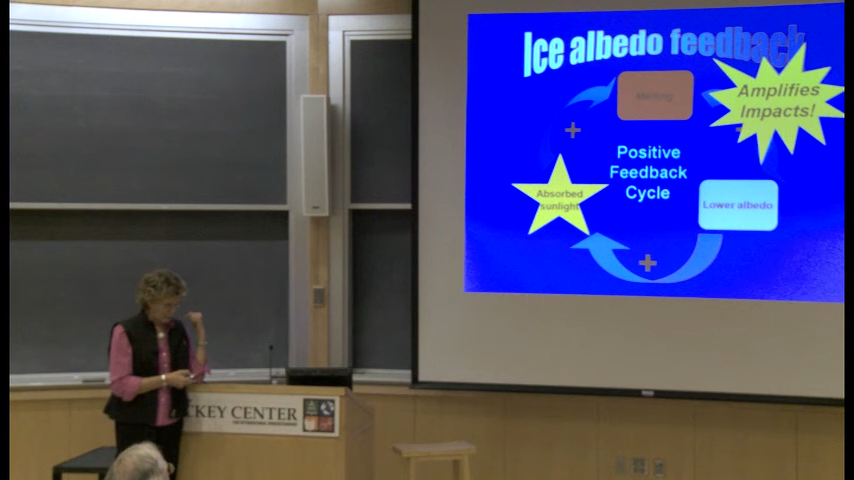 Ice albedo feedback
Melting
Amplifies
Impacts!
+
Positive
Feedback
Cycle
Absorbed
sunlight
Lower albedo
+
CKEY CENTER